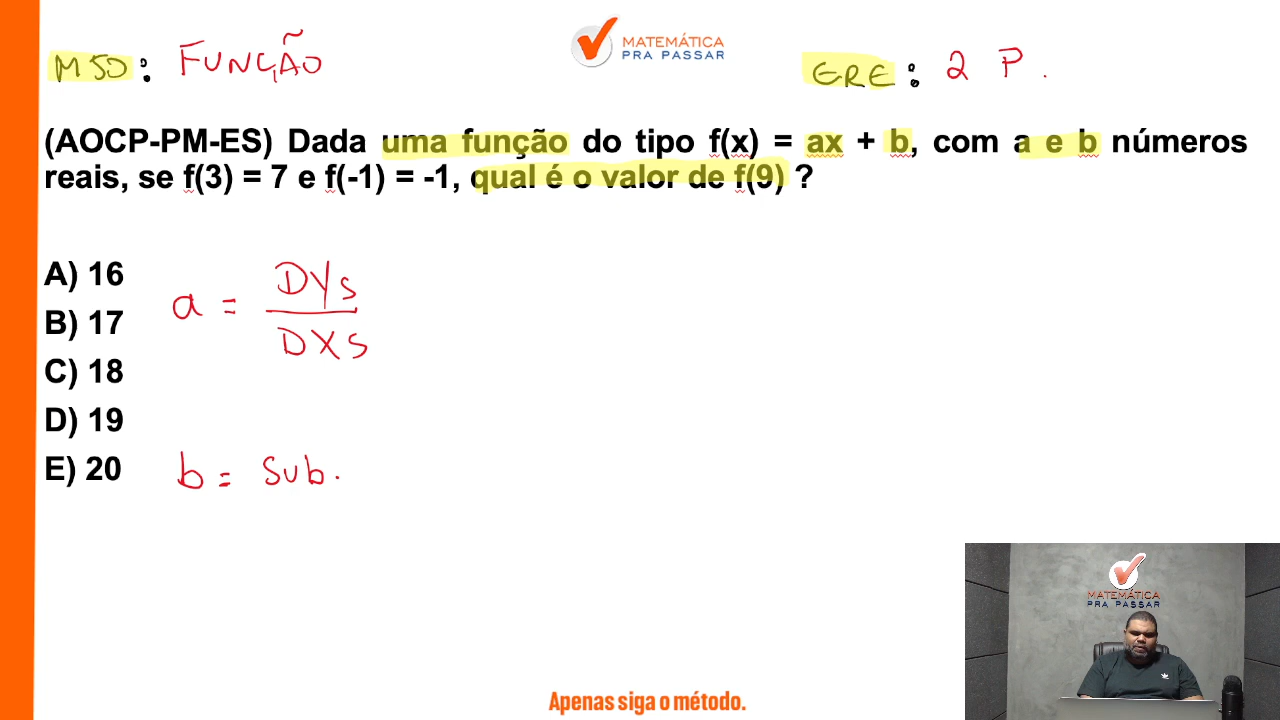 MSD: FUNÇÃO
MATEMÁTICA
PRA PASSAR
: 2 P.
(AOCP-PM-ES) Dada uma função do tipo f(x) = ax + b, com a e b números
reais, se f(3) = 7 e f(-1) = -1, qual é o valor de f(9) ?
A) 16
B) 17
C) 18
D) 19
E) 20
a = DYs
DXs
b = Sub.
MATEMÁTICA
PRA PASSAR
Apenas siga o método.